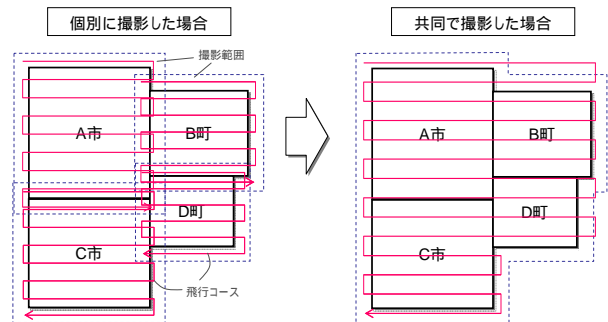 個別に撮影した場合
共同で撮影した場合
撮影範囲
A市
B町
D町
C市
飛行コース
A市
B町
D町
C市